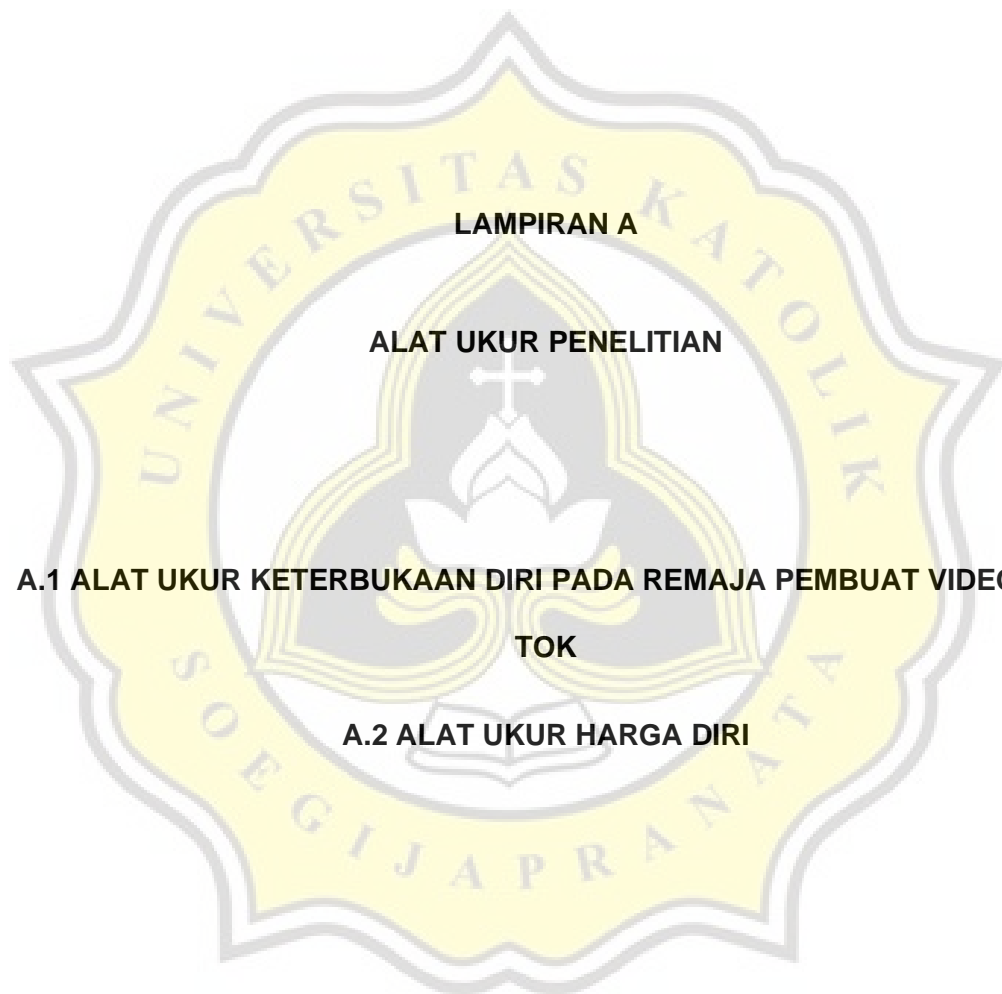 UNIVERSITAS KATOLIK
LAMPIRAN A
ALAT UKUR PENELITIAN
A.1 ALAT UKUR KETERBUKAAN DIRI PADA REMAJA PEMBUAT VIDEO
TOK
A.2 ALAT UKUR HARGA DIRI
SOEGIJAPRANATA